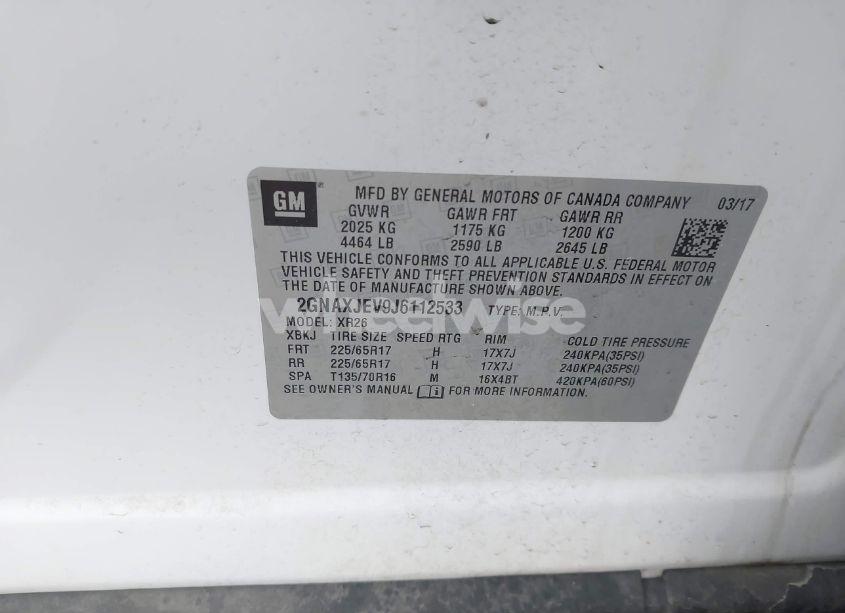 GM
MFD BY GENERAL MOTORS OF CANADA COMPANY 03/17
GVWR GAWR FRT GAWR RR
2025 KG 1175 KG 1200 KG
4464 LB 2590 LB 2645 LB
THIS VEHICLE CONFORMS TO ALL APPLICABLE U.S. FEDERAL MOTOR
VEHICLE SAFETY AND THEFT PREVENTION STANDARDS IN EFFECT ON
THE DATE OF MANUFACTURE SHOWN ABOVE.
2GNAXJEV9J6112533 TYPE: M.P.V.
wheelwise
MODEL: XR26
XBKJ TIRE SIZE SPEED RTG RIM COLD TIRE PRESSURE
FRT 225/65R17 H 17X7J 240KPA(35PSI)
RR 225/65R17 H 17X7J 240KPA(35PSI)
SPA T135/70R16 M 16X4BT 420KPA(60PSI)
SEE OWNER'S MANUAL FOR MORE INFORMATION.